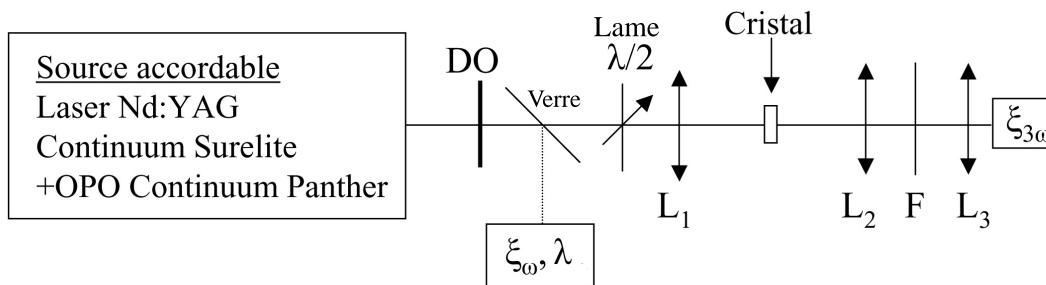 Source accordable
Laser Nd:YAG
Continuum Surelite
+OPO Continuum Panther
DO
Verre
Lame
λ/2
Cristal
L₁
L₂
F
L₃
ξ₃ω
ξω, λ